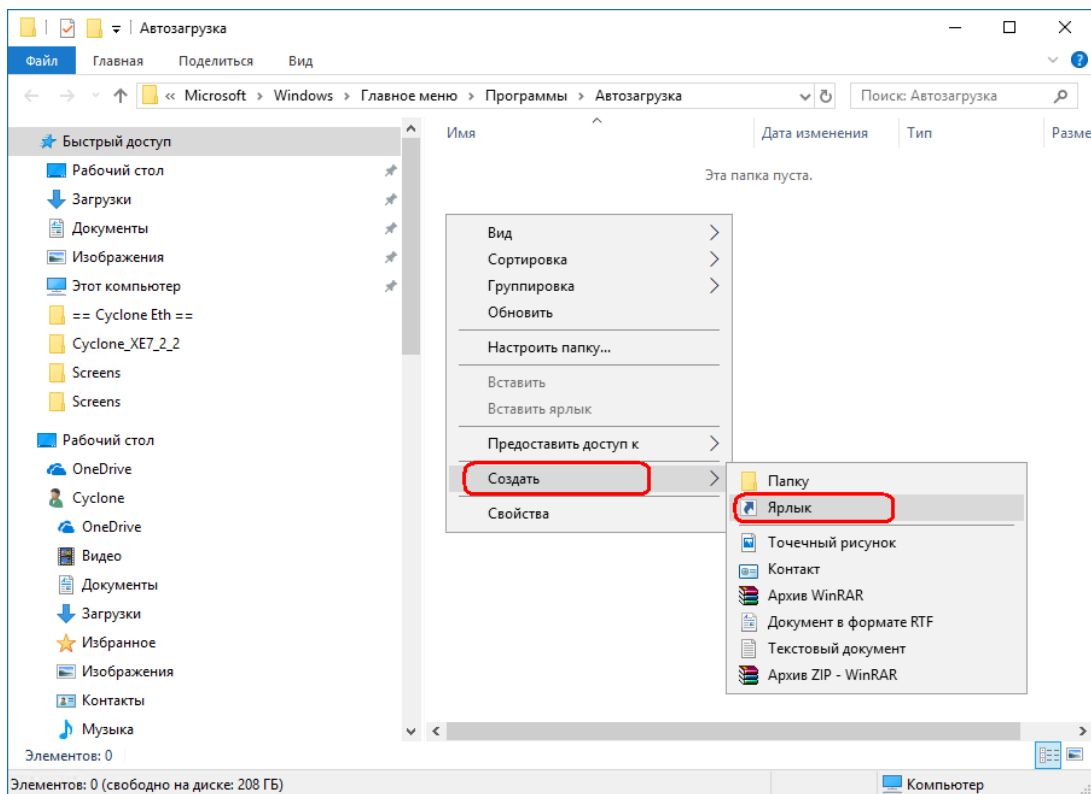 Автозагрузка
Файл Главная Поделиться Вид
« Microsoft > Windows > Главное меню > Программы > Автозагрузка
Поиск: Автозагрузка
Быстрый доступ
Рабочий стол
Загрузки
Документы
Изображения
Этот компьютер
== Cyclone Eth ==
Cyclone_XE7_2_2
Screens
Screens
Рабочий стол
OneDrive
Cyclone
OneDrive
Видео
Документы
Загрузки
Избранное
Изображения
Контакты
Музыка
Имя Дата изменения Тип Разме
Эта папка пуста.
Вид
Сортировка
Группировка
Обновить
Настроить папку...
Вставить
Вставить ярлык
Предоставить доступ к
Создать
Свойства
Папку
Ярлык
Точечный рисунок
Контакт
Архив WinRAR
Документ в формате RTF
Текстовый документ
Архив ZIP - WinRAR
Элементов: 0
Элементов: 0 (свободно на диске: 208 ГБ)
Компьютер